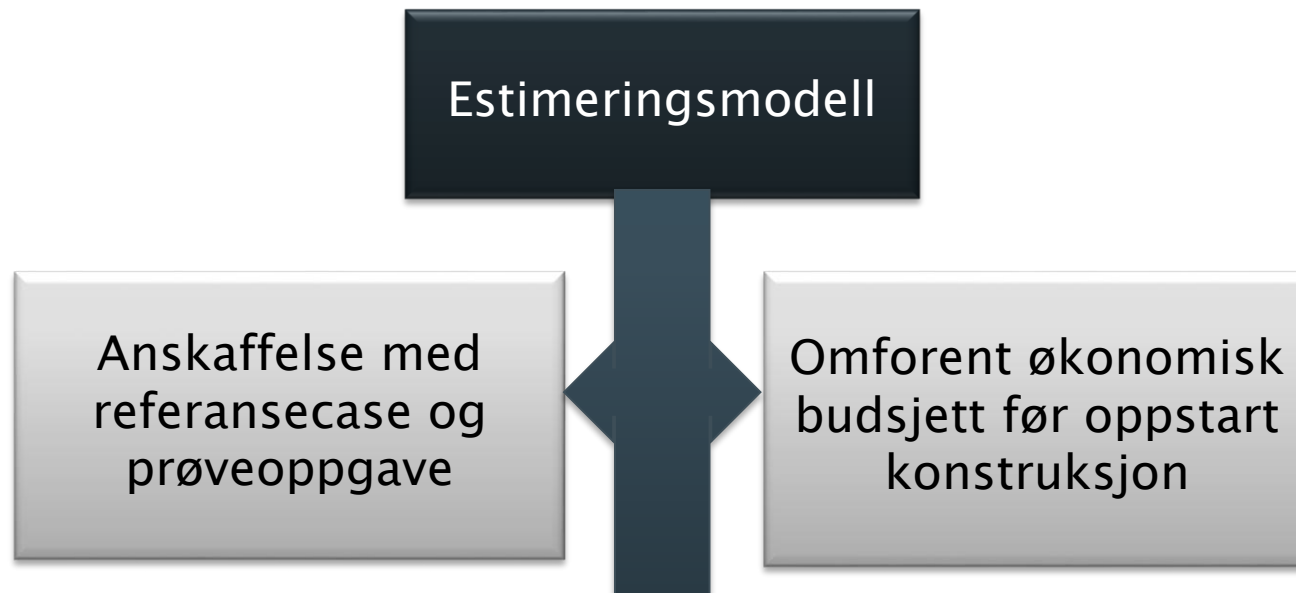 Estimeringsmodell
Anskaffelse med
referansecase og
prøveoppgave
Omforent økonomisk
budsjett før oppstart
konstruksjon